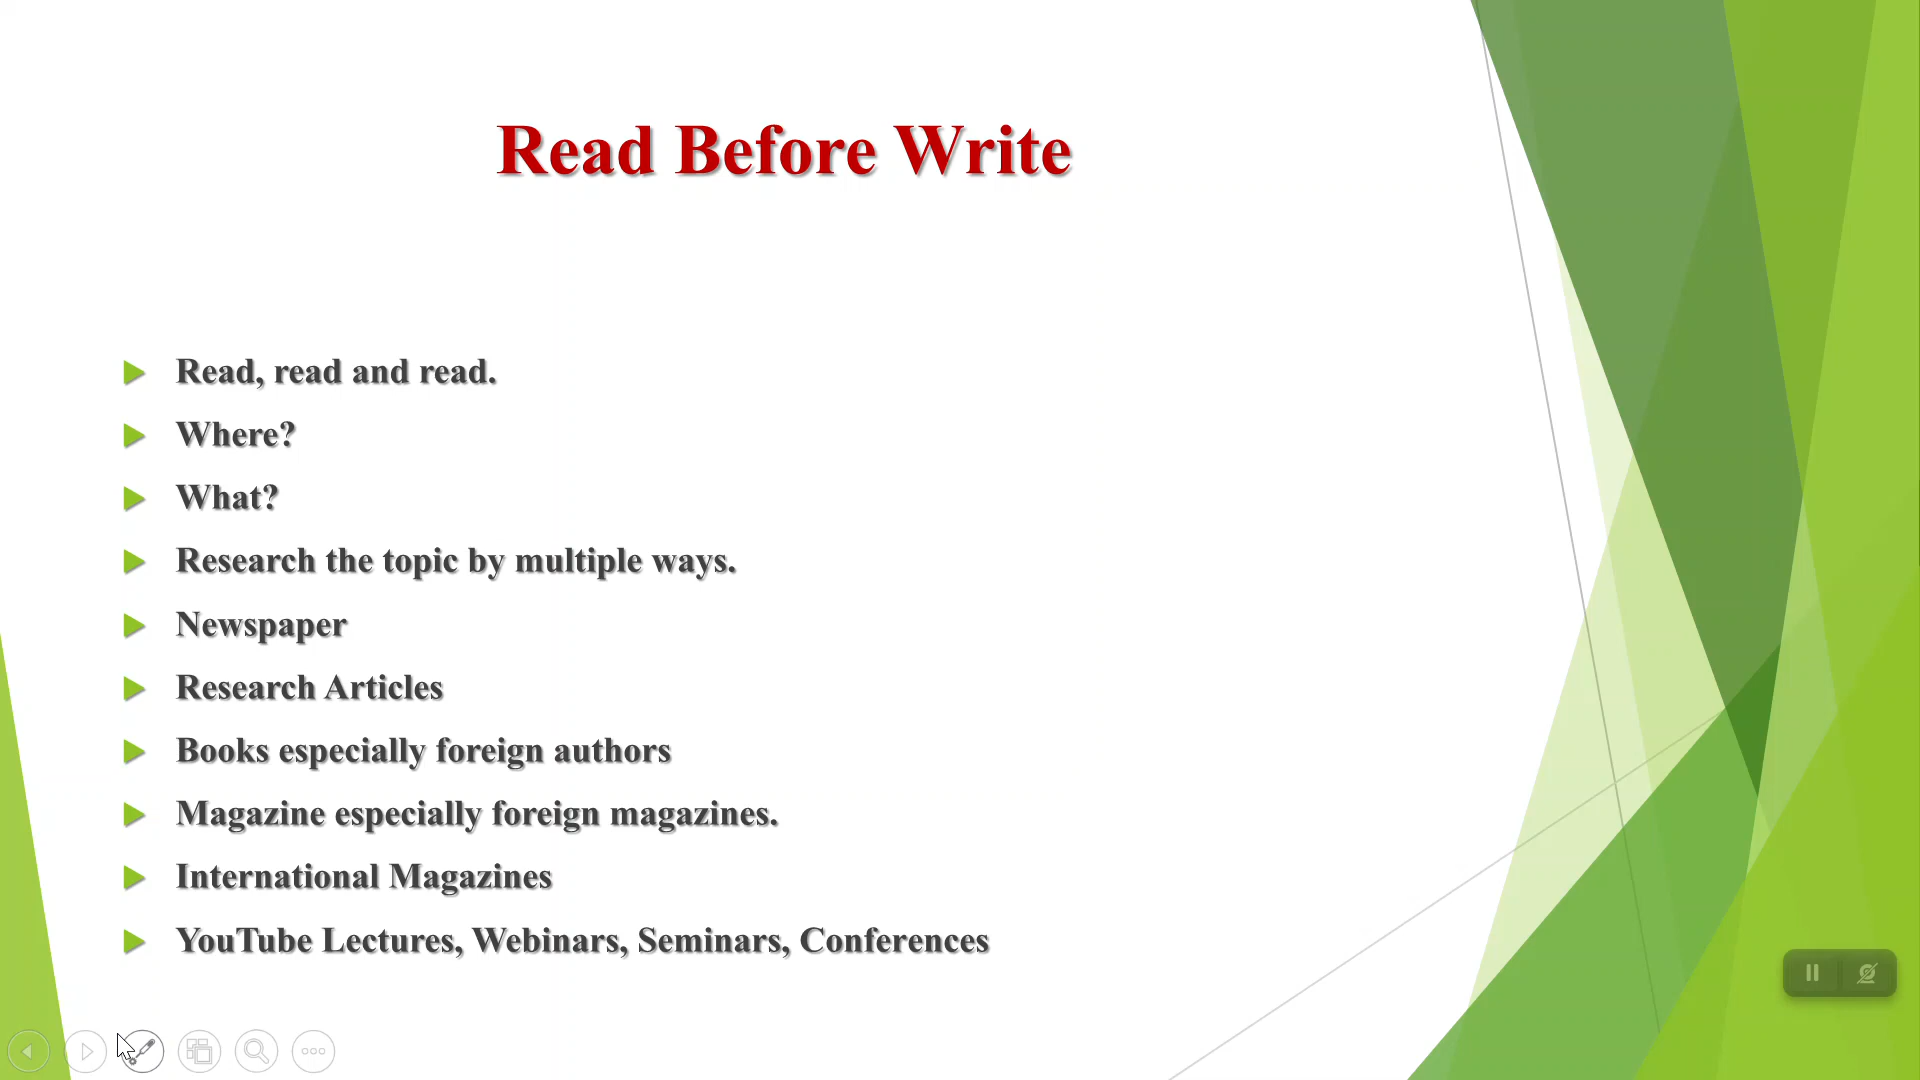 Read Before Write
Read, read and read.
Where?
What?
Research the topic by multiple ways.
Newspaper
Research Articles
Books especially foreign authors
Magazine especially foreign magazines.
International Magazines
YouTube Lectures, Webinars, Seminars, Conferences